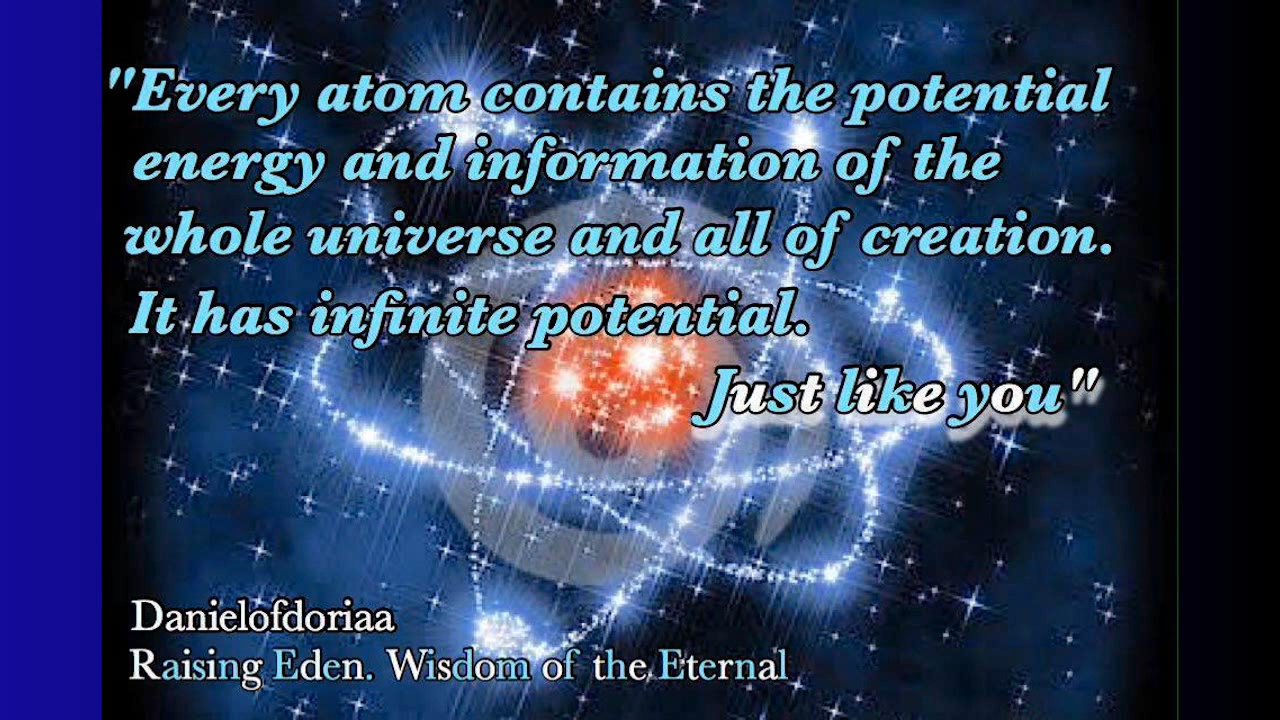 "Every atom contains the potential
energy and information of the
whole universe and all of creation.
It has infinite potential.
Just like you"
Danielofdoriaa
Raising Eden. Wisdom of the Eternal